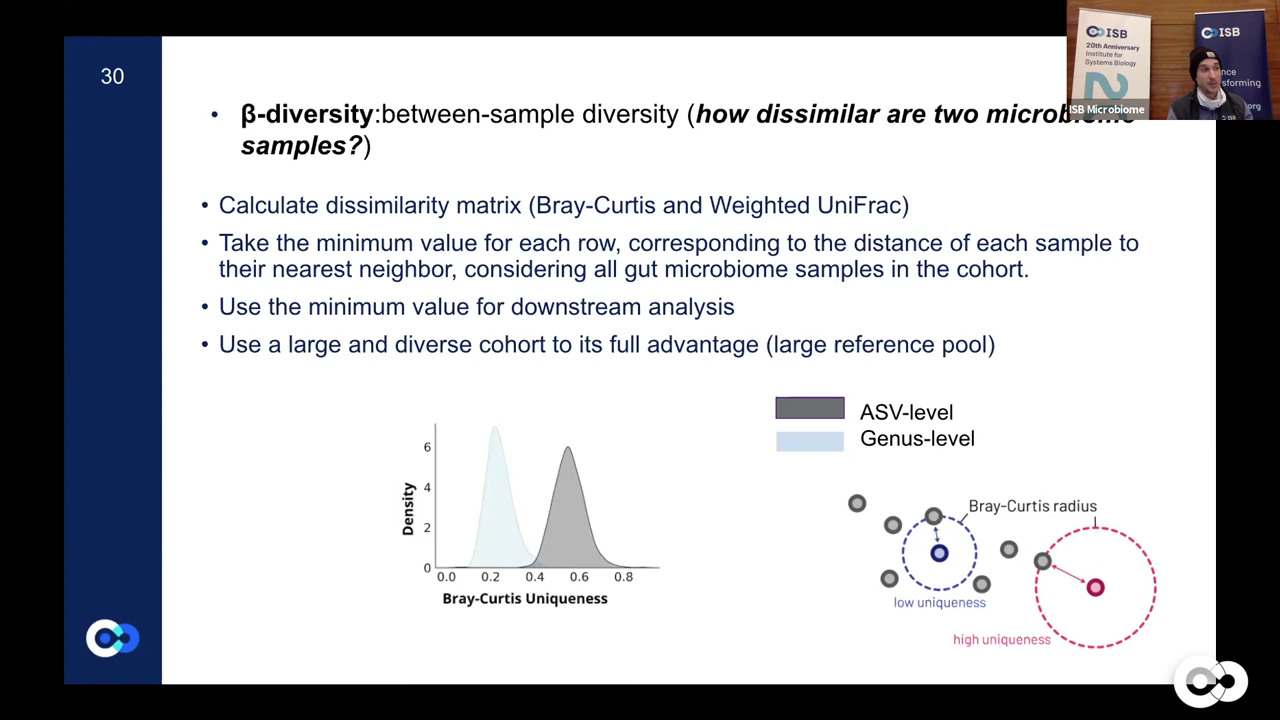 30
• β-diversity:between-sample diversity (how dissimilar are two microbiome
samples?)
• Calculate dissimilarity matrix (Bray-Curtis and Weighted UniFrac)
• Take the minimum value for each row, corresponding to the distance of each sample to
their nearest neighbor, considering all gut microbiome samples in the cohort.
• Use the minimum value for downstream analysis
• Use a large and diverse cohort to its full advantage (large reference pool)
ASV-level
Genus-level
6
4
2
0
Density
0.0 0.2 0.4 0.6 0.8
Bray-Curtis Uniqueness
Bray-Curtis radius
low uniqueness
high uniqueness
ISB
20th Anniversary
Institute for
Systems Biology
2
ISB
ISB Microbiome